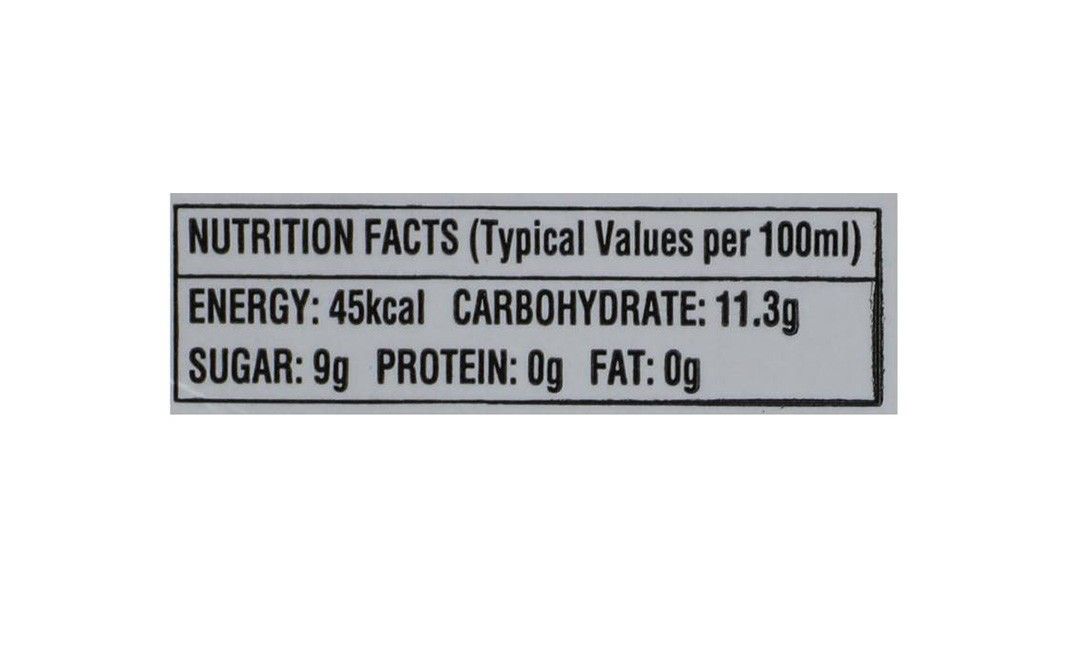 NUTRITION FACTS (Typical Values per 100ml)
ENERGY: 45kcal CARBOHYDRATE: 11.3g
SUGAR: 9g PROTEIN: 0g FAT: 0g